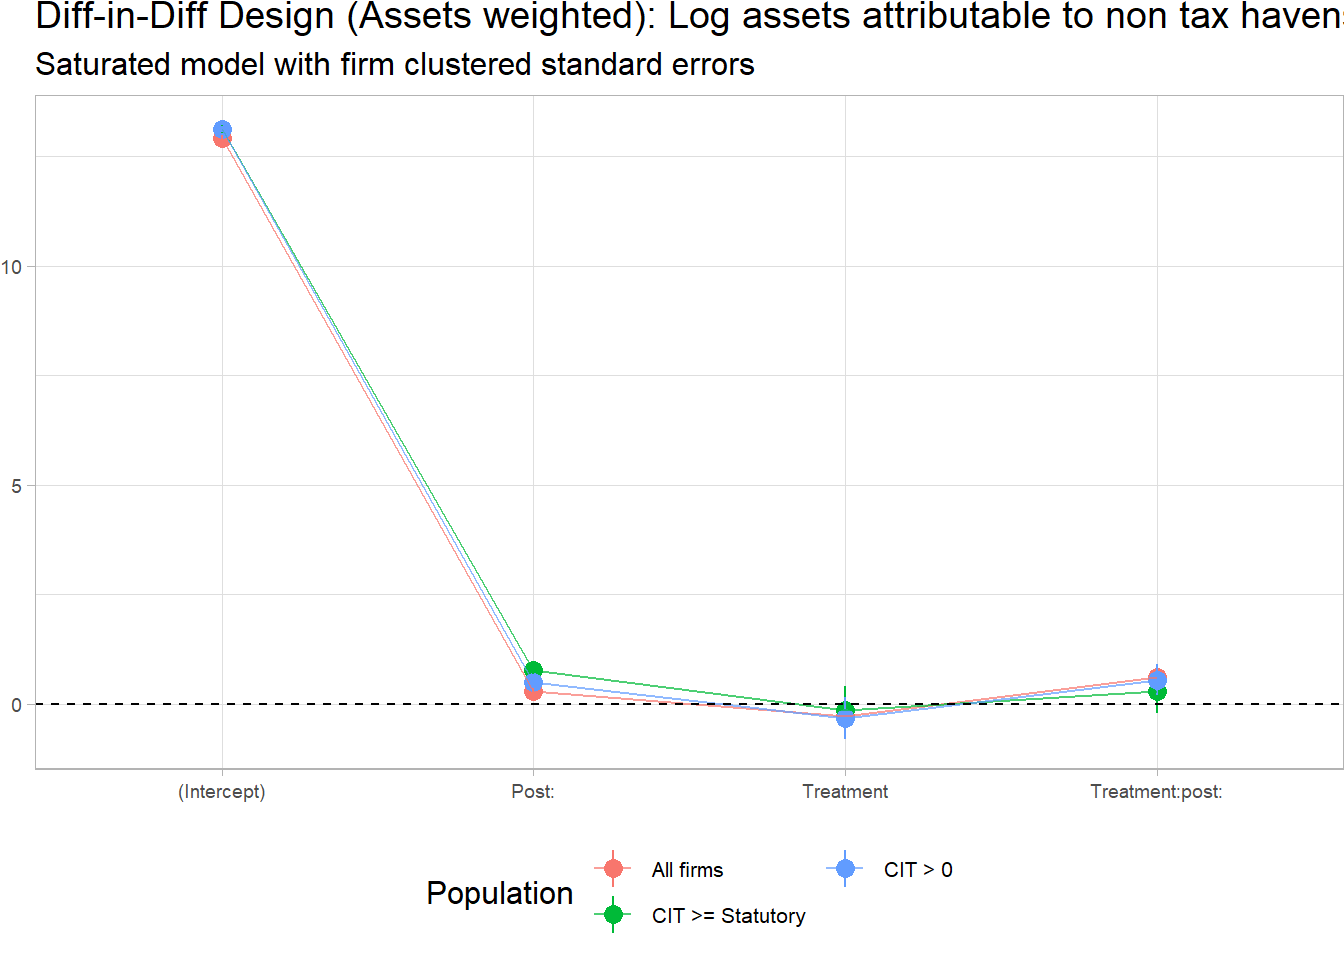 Diff-in-Diff Design (Assets weighted): Log assets attributable to non tax havens
Saturated model with firm clustered standard errors
10
5
0
(Intercept) Post: Treatment Treatment:post:
Population
All firms CIT > 0
CIT >= Statutory